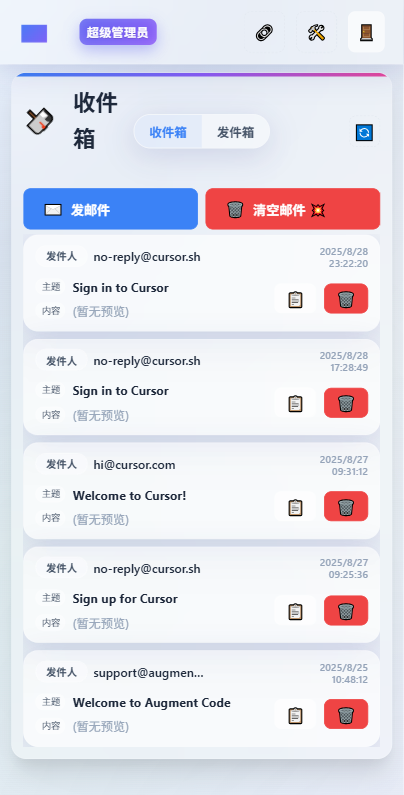 超级管理员
收件
箱
收件箱 发件箱
发邮件 清空邮件
发件人 no-reply@cursor.sh 2025/8/28
23:22:20
主题 Sign in to Cursor
内容 (暂无预览)
发件人 no-reply@cursor.sh 2025/8/28
17:28:49
主题 Sign in to Cursor
内容 (暂无预览)
发件人 hi@cursor.com 2025/8/27
09:31:12
主题 Welcome to Cursor!
内容 (暂无预览)
发件人 no-reply@cursor.sh 2025/8/27
09:25:36
主题 Sign up for Cursor
内容 (暂无预览)
发件人 support@augmen... 2025/8/25
10:48:12
主题 Welcome to Augment Code
内容 (暂无预览)